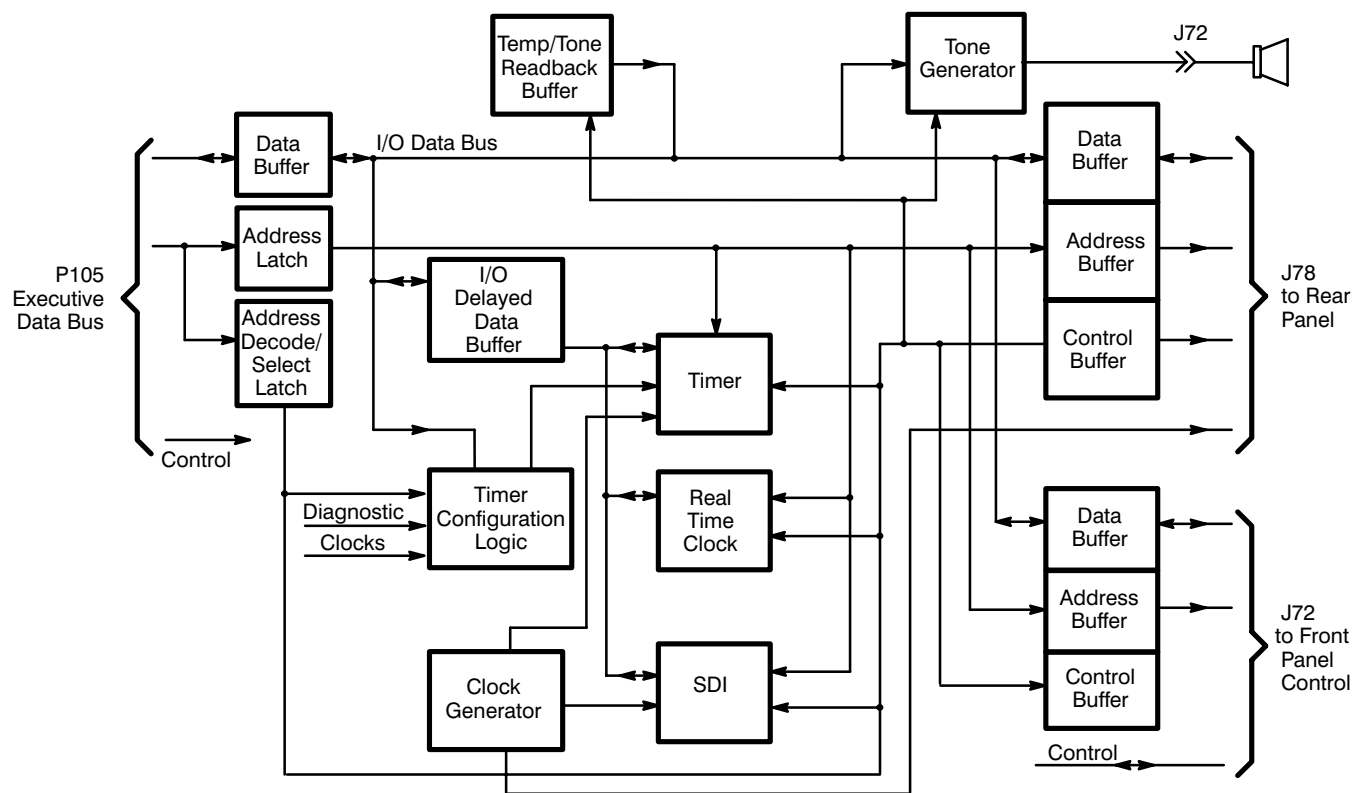 Temp/Tone
Readback
Buffer
Tone
Generator
J72
Data
Buffer
I/O Data Bus
Data
Buffer
Address
Latch
Address
Buffer
P105
Executive
Data Bus
I/O
Delayed
Data
Buffer
J78
to Rear
Panel
Address
Decode/
Select
Latch
Timer
Control
Buffer
Control
Timer
Configuration
Logic
Diagnostic
Clocks
Real
Time
Clock
Data
Buffer
Address
Buffer
J72
to Front
Panel
Control
Clock
Generator
SDI
Control
Buffer
Control